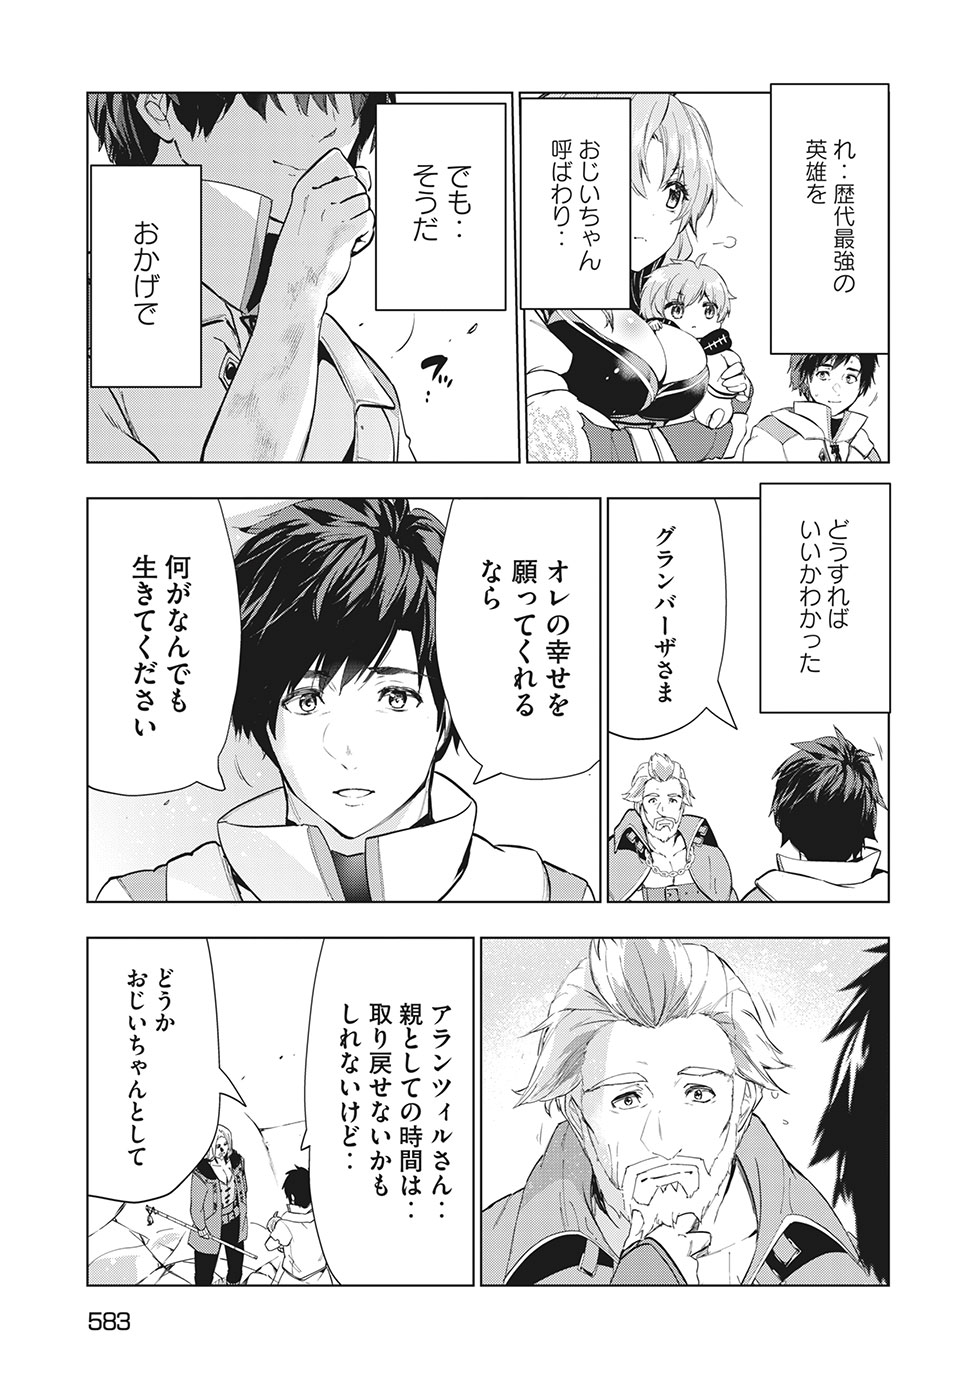 れ‥歴代最強の
英雄を
おじいちゃん
呼ばわり‥
でも‥
そうだ
おかげで
どうすれば
いいかわかった
グランバーザさま
オレの幸せを
願ってくれる
なら
何がなんでも
生きてください
アランツィルさん‥
親としての時間は‥
取り戻せないかも
しれないけど‥
どうか
おじいちゃんとして
583